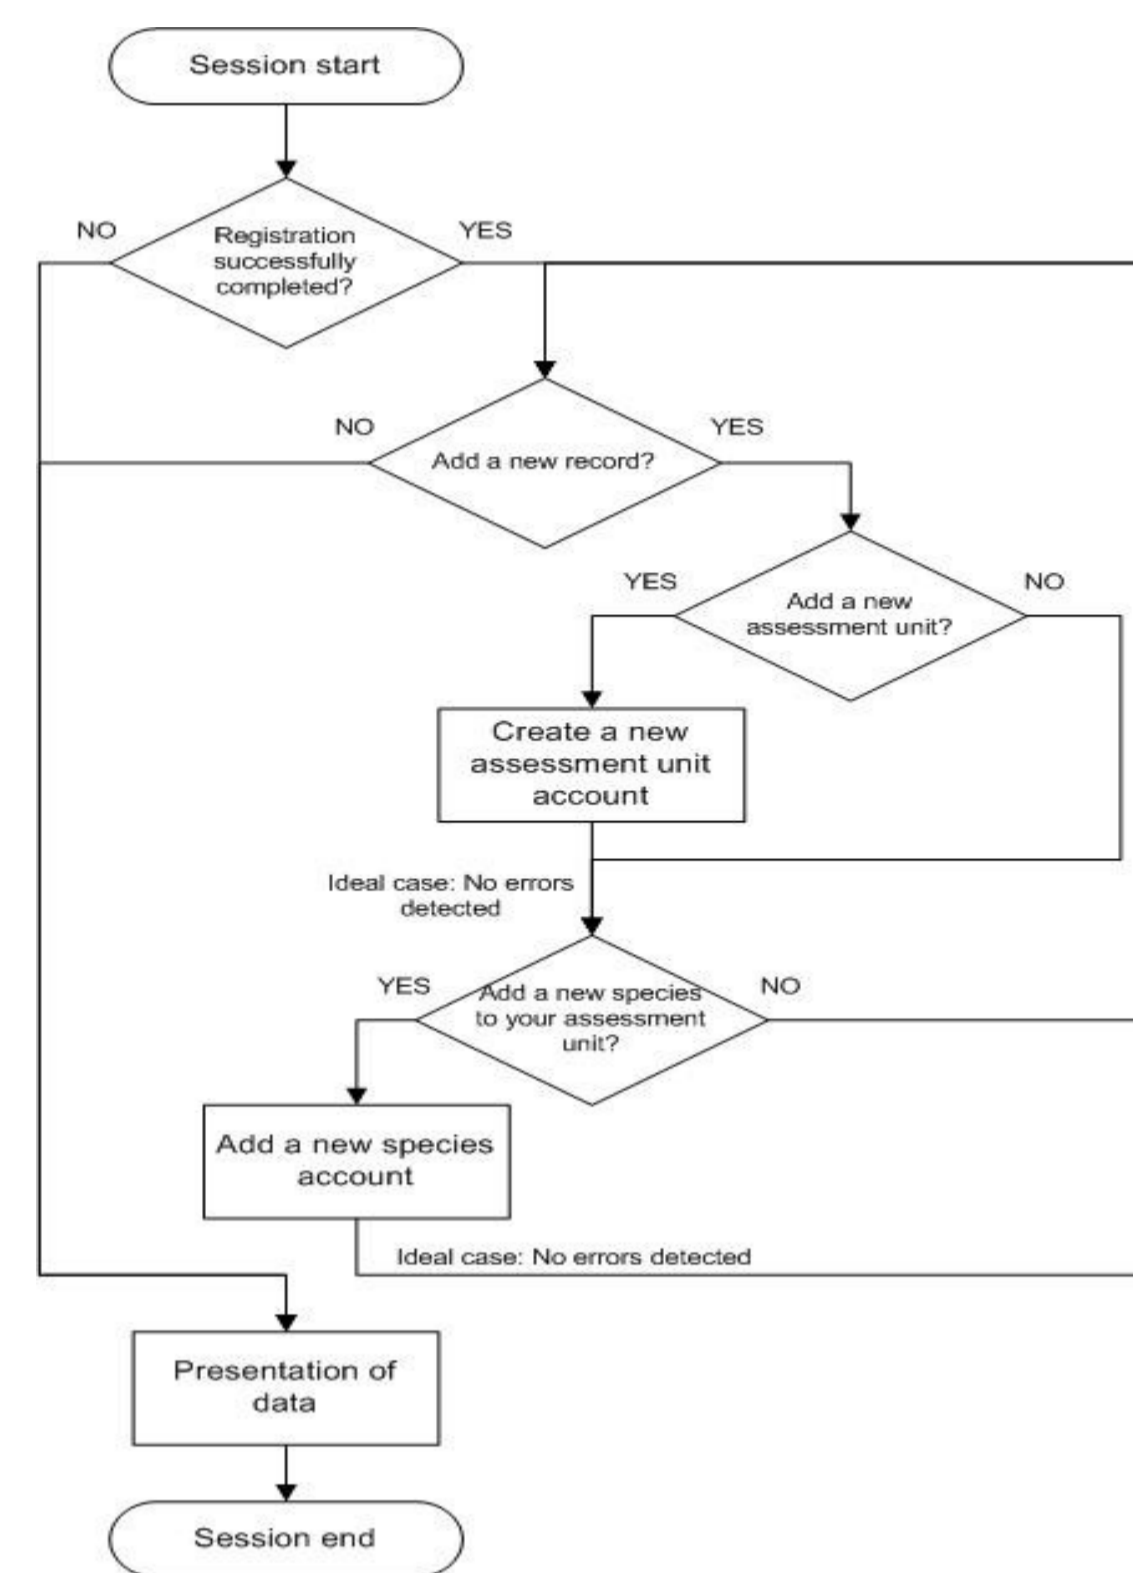 Session start
NO
YES
Registration
successfully
completed?
NO
YES
Add a new record?
YES
NO
Add a new
assessment unit?
Create a new
assessment unit
account
Ideal case: No errors
detected
YES
NO
Add a new species
to your assessment
unit?
Add a new species
account
Ideal case: No errors detected
Presentation of
data
Session end